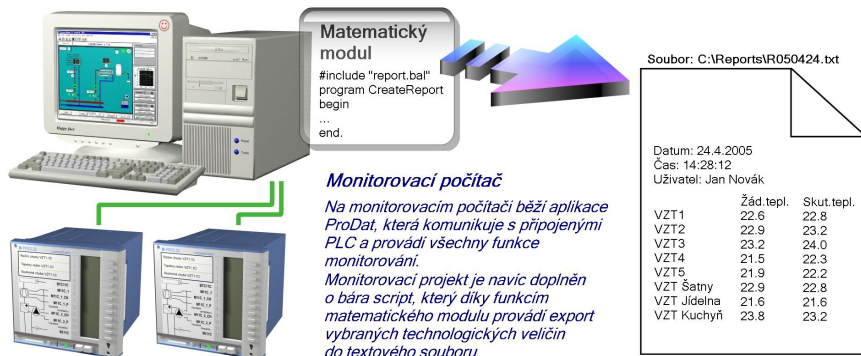 Matematický
modul
#include "report.bal"
program CreateReport
begin
...
end.
Soubor: C:\Reports\R050424.txt
Datum: 24.4.2005
Čas: 14:28:12
Uživatel: Jan Novák
Žád.tepl. Skut.tepl.
VZT1 22.6 22.8
VZT2 22.9 23.2
VZT3 23.2 24.0
VZT4 21.5 22.3
VZT5 21.9 22.2
VZT Šatny 22.9 22.8
VZT Jídelna 21.6 21.6
VZT Kuchyň 23.8 23.2
Monitorovací počítač
Na monitorovacím počítači běží aplikace
ProDat, která komunikuje s připojenými
PLC a provádí všechny funkce
monitorování.
Monitorovací projekt je navíc doplněn
o bára script, který díky funkcím
matematického modulu provádí export
vybraných technologických veličin
do textového souboru.